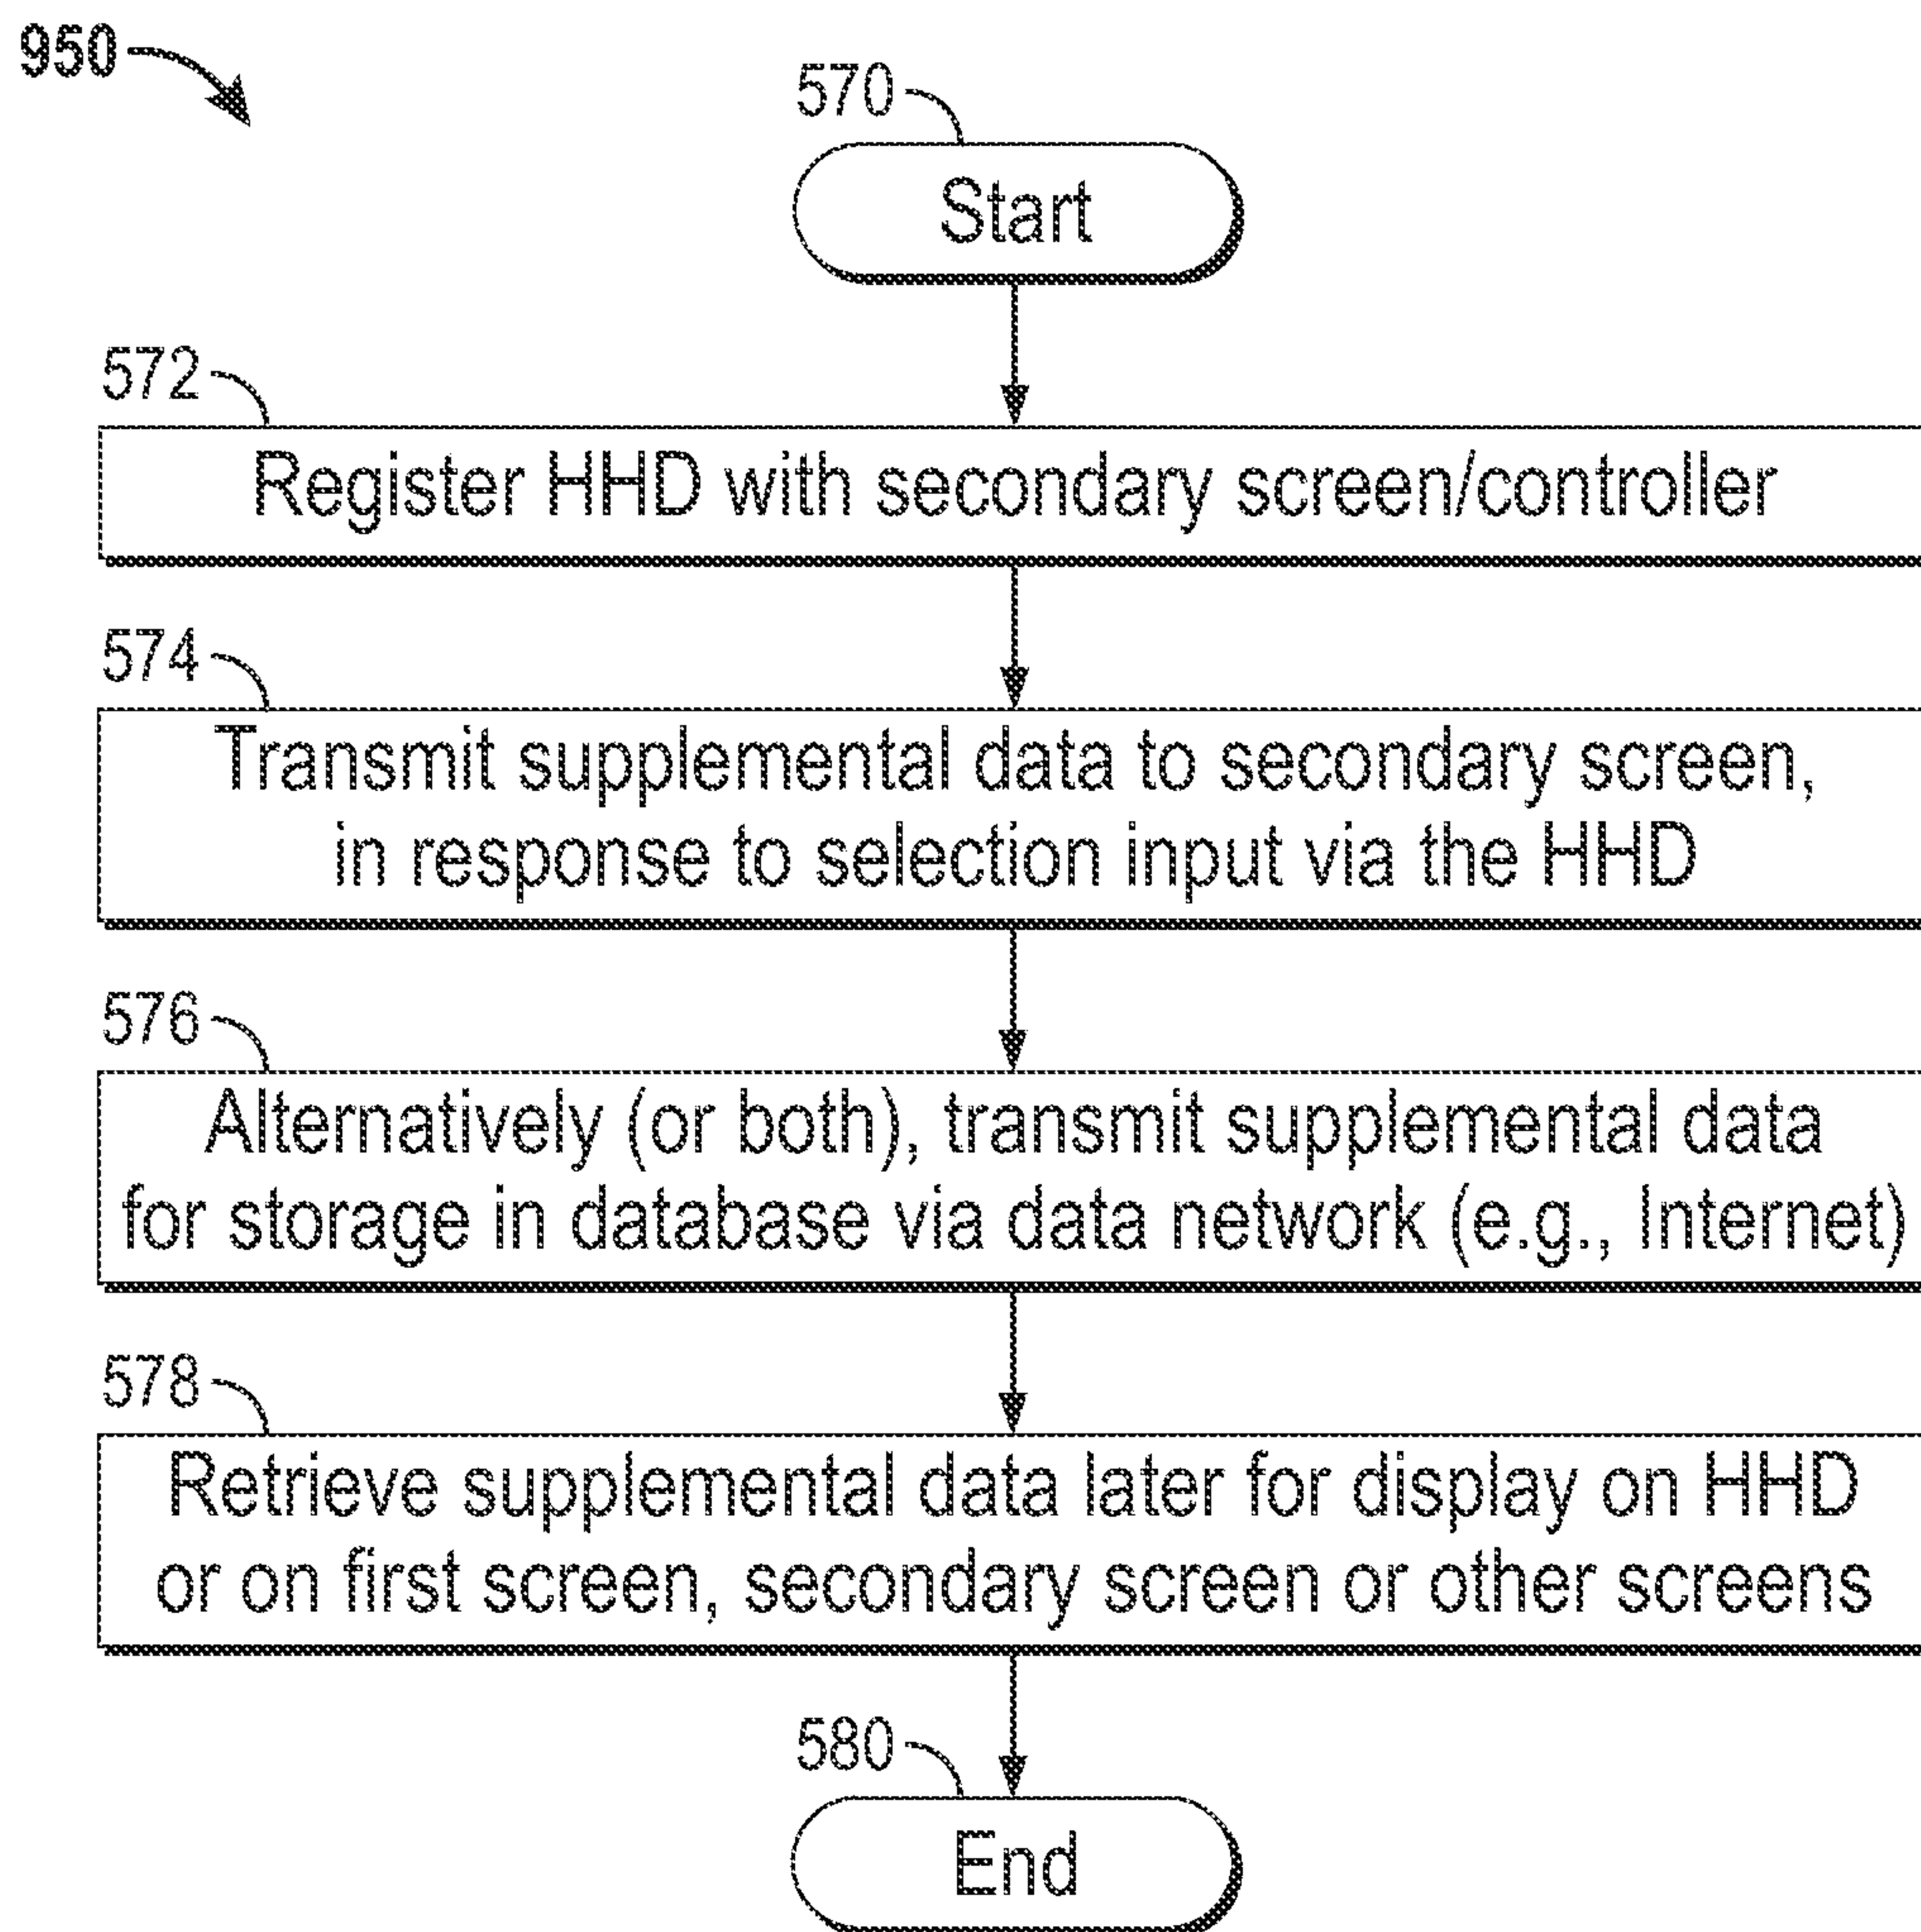 950
570
Start
572
Register HHD with secondary screen/controller
574
Transmit supplemental data to secondary screen,
in response to selection input via the HHD
576
Alternatively (or both), transmit supplemental data
for storage in database via data network (e.g., Internet)
578
Retrieve supplemental data later for display on HHD
or on first screen, secondary screen or other screens
580
End